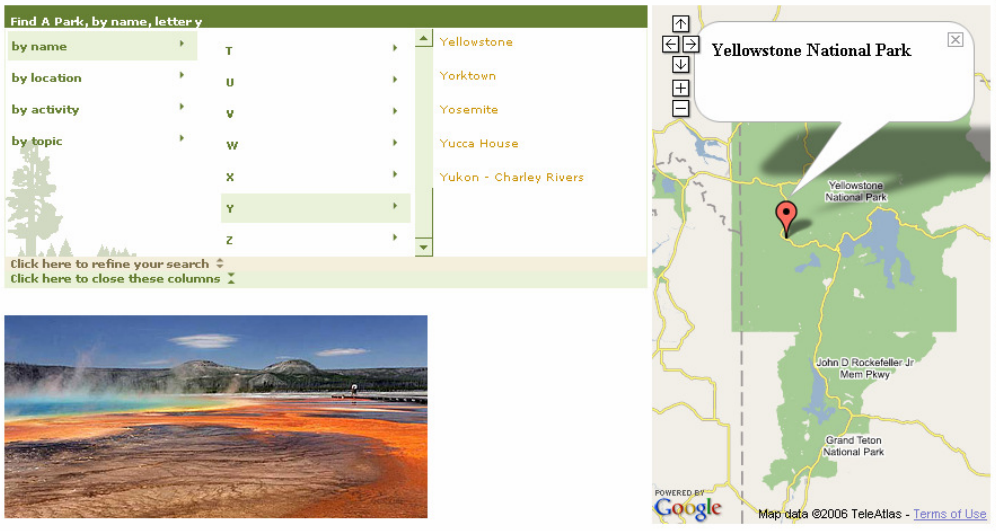 Find A Park, by name, letter y
by name
by location
by activity
by topic
T
U
V
W
X
Y
Z
Yellowstone
Yorktown
Yosemite
Yucca House
Yukon - Charley Rivers
Click here to refine your search
Click here to close these columns
Yellowstone National Park
Yellowstone
National Park
John D Rockefeller Jr
Mem Pkwy
Grand Teton
National Park
POWERED BY
Google
Map data ©2006 TeleAtlas - Terms of Use